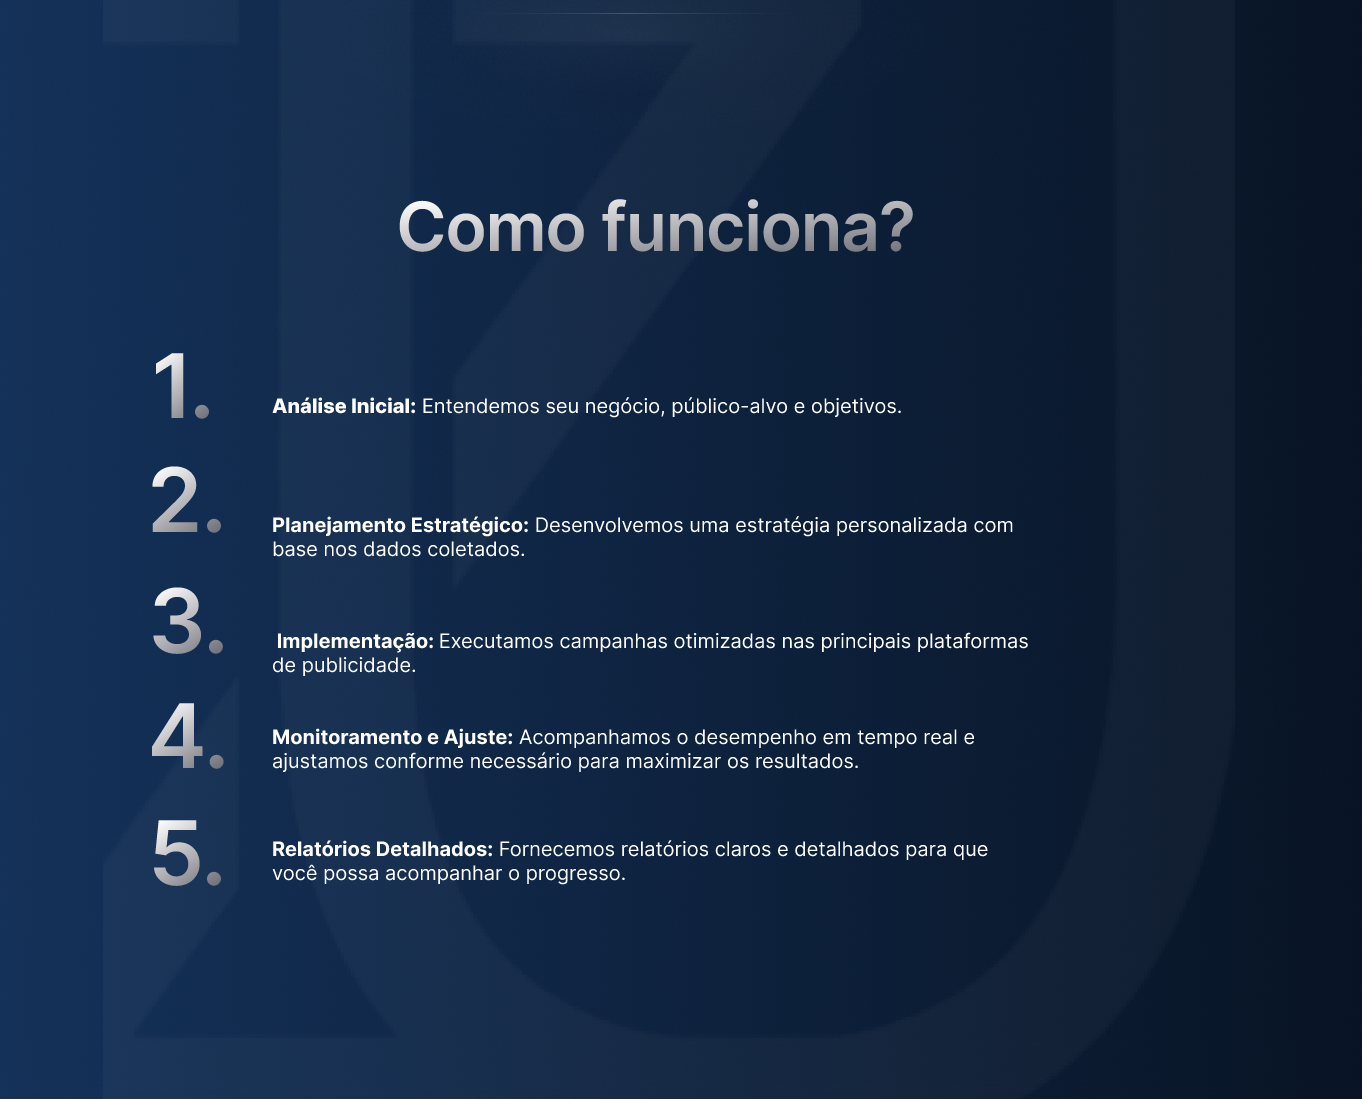 Como funciona?
1.
Análise Inicial: Entendemos seu negócio, público-alvo e objetivos.
2.
Planejamento Estratégico: Desenvolvemos uma estratégia personalizada com
base nos dados coletados.
3.
Implementação: Executamos campanhas otimizadas nas principais plataformas
de publicidade.
4.
Monitoramento e Ajuste: Acompanhamos o desempenho em tempo real e
ajustamos conforme necessário para maximizar os resultados.
5.
Relatórios Detalhados: Fornecemos relatórios claros e detalhados para que
você possa acompanhar o progresso.